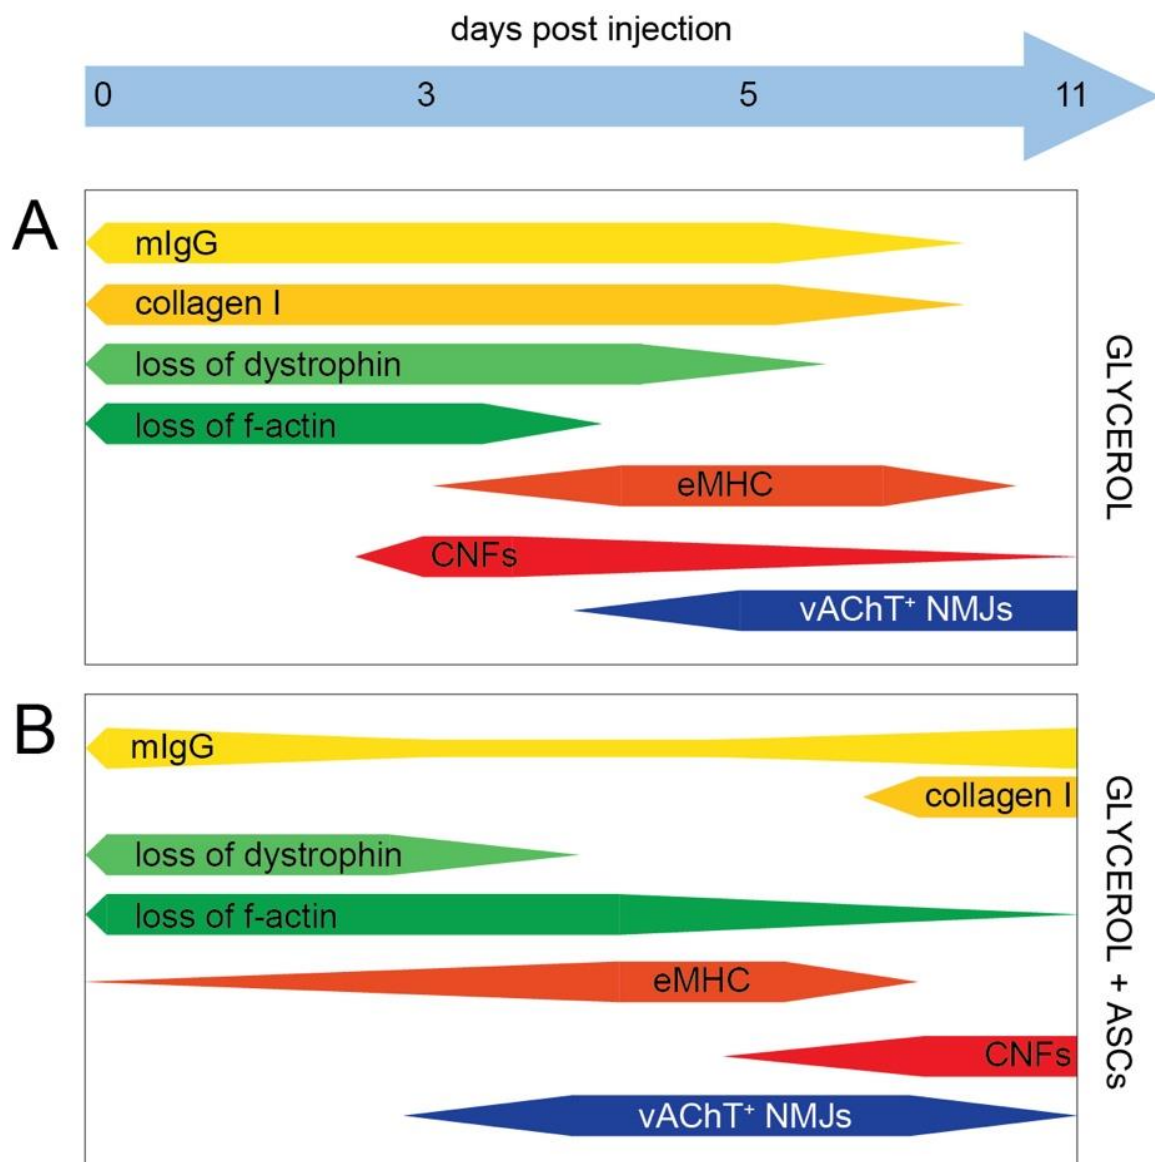 days post injection
0 3 5 11
A
mIgG
collagen I
loss of dystrophin
loss of f-actin
eMHC
CNFs
vAChT⁺ NMJs
GLYCEROL
B
mIgG
collagen I
loss of dystrophin
loss of f-actin
eMHC
CNFs
vAChT⁺ NMJs
GLYCEROL + ASCs